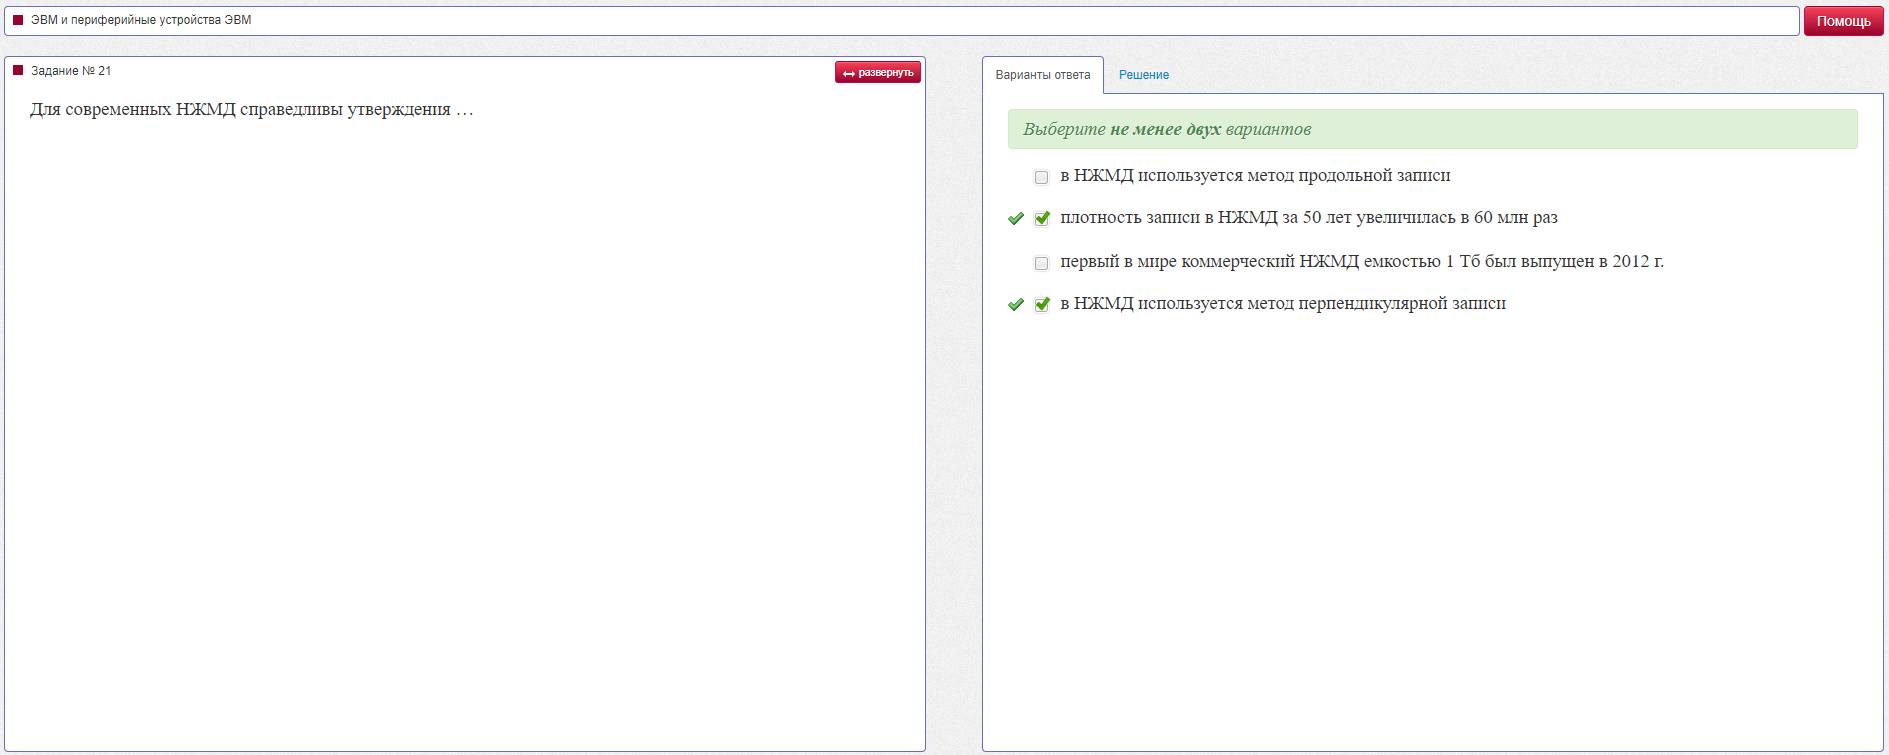 ЭВМ и периферийные устройства ЭВМ
Помощь
Задание № 21
развернуть
Для современных НЖМД справедливы утверждения …
Варианты ответа
Решение
Выберите не менее двух вариантов
в НЖМД используется метод продольной записи
плотность записи в НЖМД за 50 лет увеличилась в 60 млн раз
первый в мире коммерческий НЖМД емкостью 1 Тб был выпущен в 2012 г.
в НЖМД используется метод перпендикулярной записи